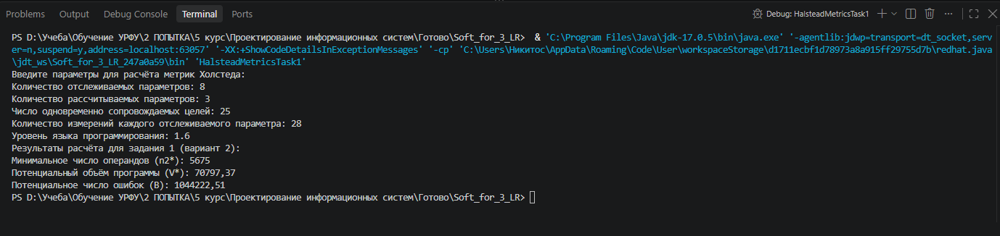 Problems Output Debug Console Terminal Ports Debug: HalsteadMetricsTask1
PS D:\Учеба\Обучение УРФУ\2 ПОПЫТКА\5 курс\Проектирование информационных систем\Готово\Soft_for_3_LR> & 'C:\Program Files\Java\jdk-17.0.5\bin\java.exe' '-agentlib:jdwp=transport=dt_socket,serv
er=n,suspend=y,address=localhost:63057' '-XX:+ShowCodeDetailsInExceptionMessages' '-cp' 'C:\Users\Никитос\AppData\Roaming\Code\User\workspaceStorage\d1711ecbf1d78973a8a915ff29755d7b\redhat.java
\jdt_ws\Soft_for_3_LR_247a0a59\bin' 'HalsteadMetricsTask1'
Введите параметры для расчёта метрик Холстеда:
Количество отслеживаемых параметров: 8
Количество рассчитываемых параметров: 3
Число одновременно сопровождаемых целей: 25
Количество измерений каждого отслеживаемого параметра: 28
Уровень языка программирования: 1.6
Результаты расчёта для задания 1 (вариант 2):
Минимальное число операндов (n2*): 5675
Потенциальный объём программы (V*): 70797,37
Потенциальное число ошибок (B): 1044222,51
PS D:\Учеба\Обучение УРФУ\2 ПОПЫТКА\5 курс\Проектирование информационных систем\Готово\Soft_for_3_LR>